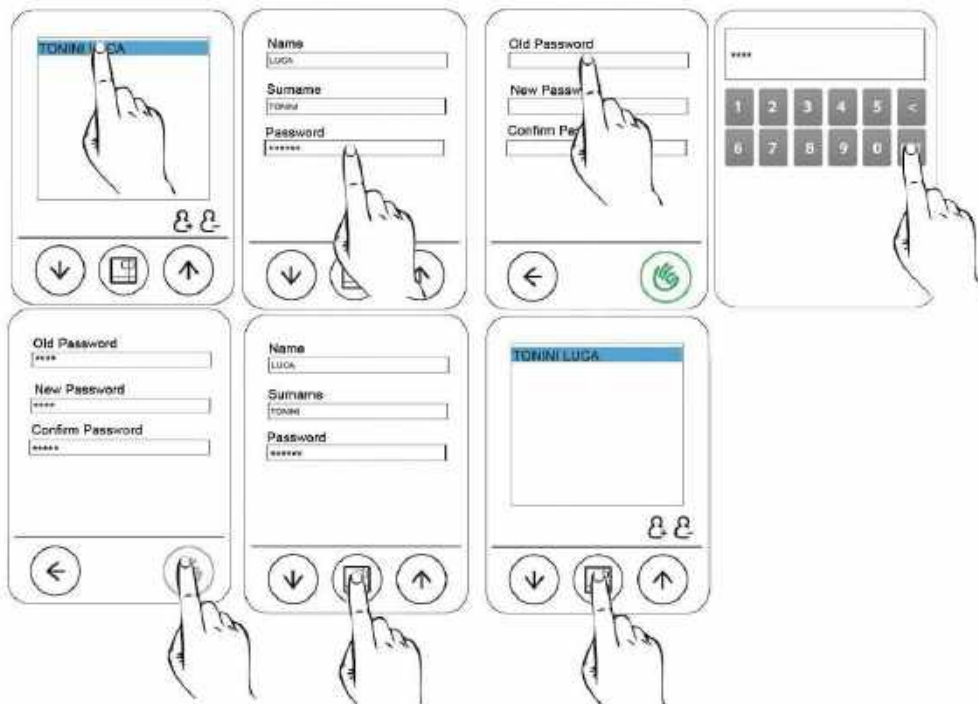 TONINI LUCA
Name
LUCA
Surname
TONINI
Password
******
Old Password
New Passw
Confirm Pa
****
1 2 3 4 5 <
6 7 8 9 0
Old Password
****
New Password
****
Confirm Password
*****
Name
LUCA
Surname
TONINI
Password
******
TONINI LUCA